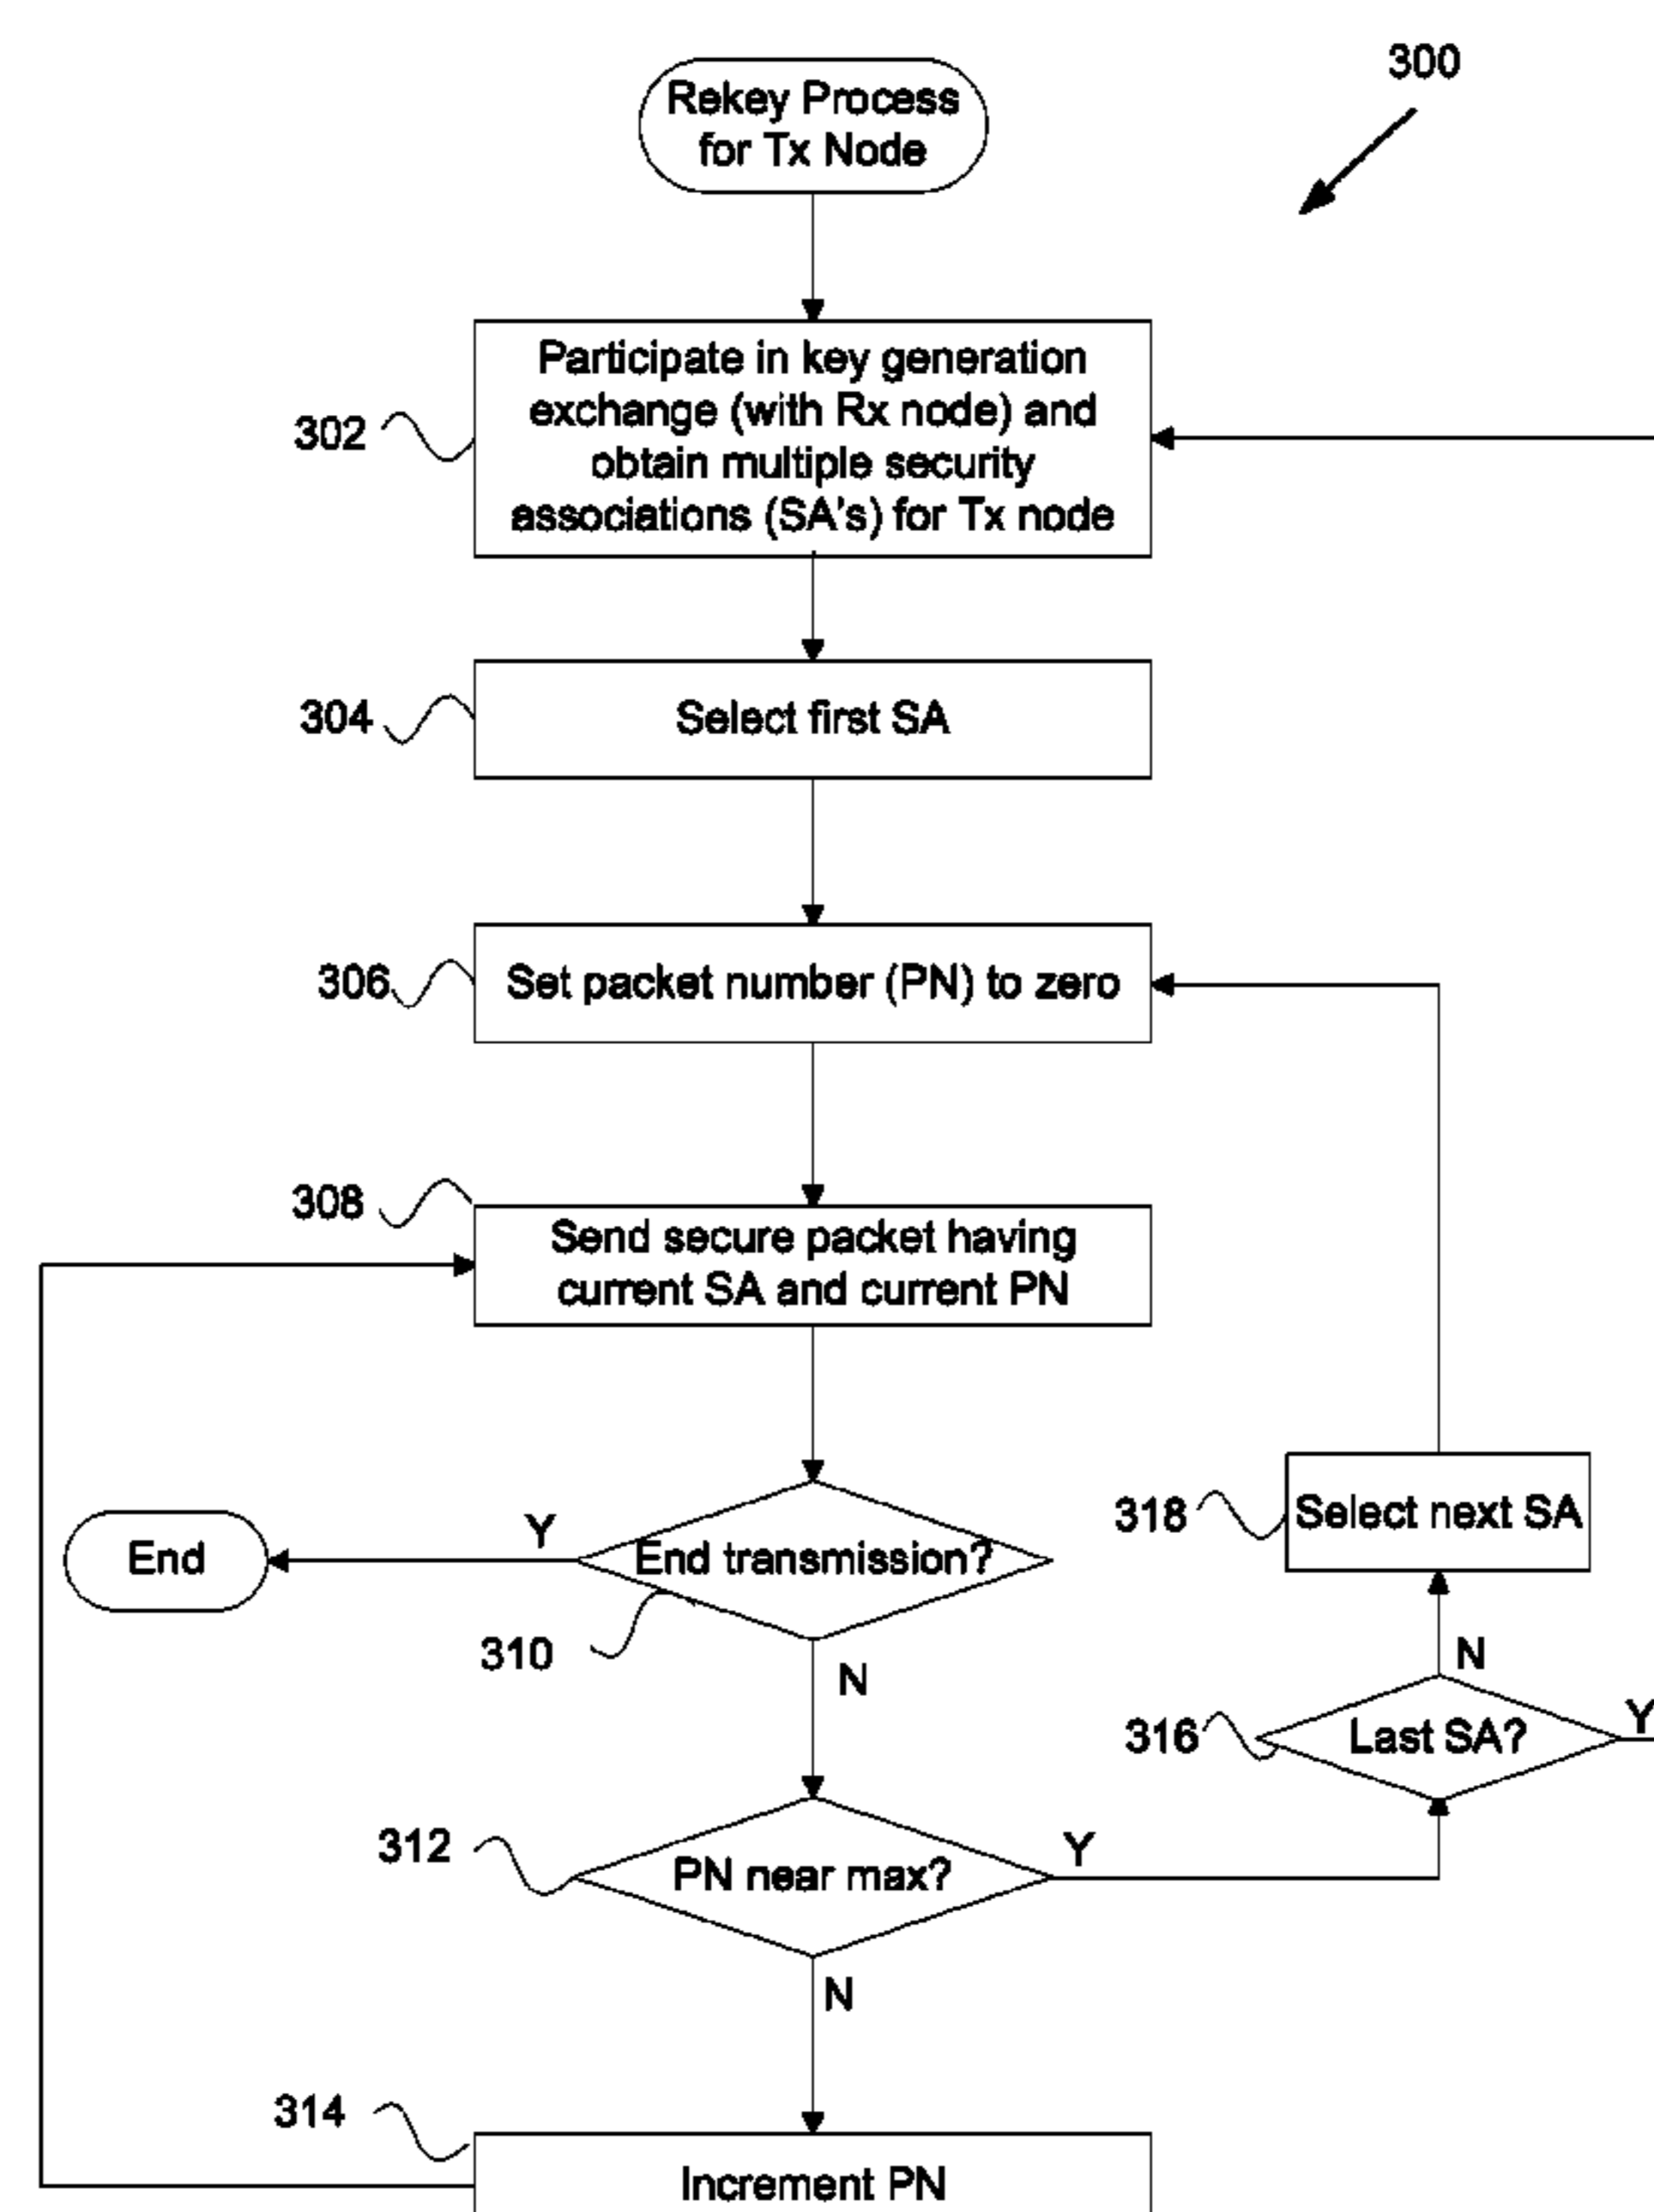 300
Rekey Process
for Tx Node
Participate in key generation
exchange (with Rx node) and
obtain multiple security
associations (SA's) for Tx node
302
304
Select first SA
306
Set packet number (PN) to zero
308
Send secure packet having
current SA and current PN
318
Select next SA
Y
End
End transmission?
310
N
N
316
Last SA?
Y
312
PN near max?
Y
N
314
Increment PN